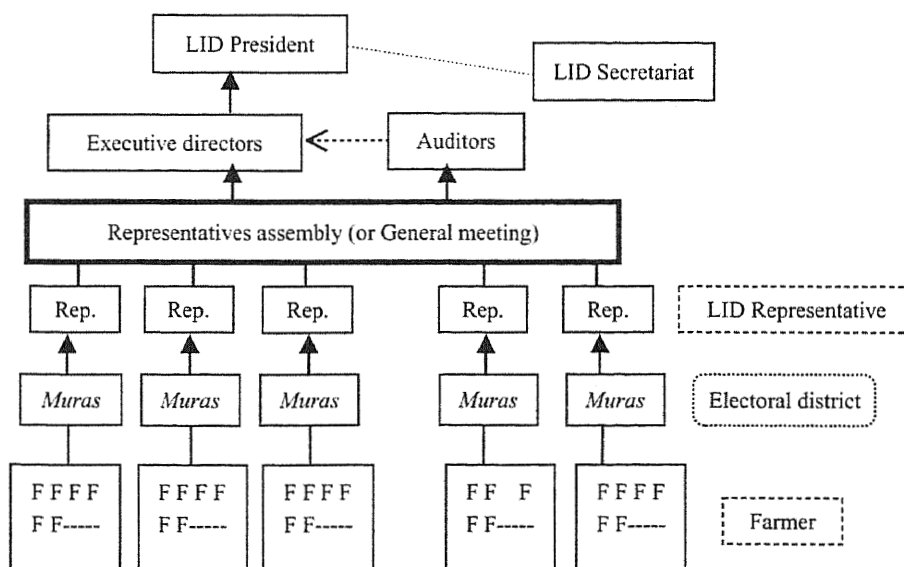 LID President
LID Secretariat
Executive directors
Auditors
Representatives assembly (or General meeting)
Rep.
Rep.
Rep.
Rep.
Rep.
LID Representative
Muras
Muras
Muras
Muras
Muras
Electoral district
F F F F
F F F F
F F F F
F F F
F F F F
F F-----
F F-----
F F-----
F F-----
F F-----
Farmer